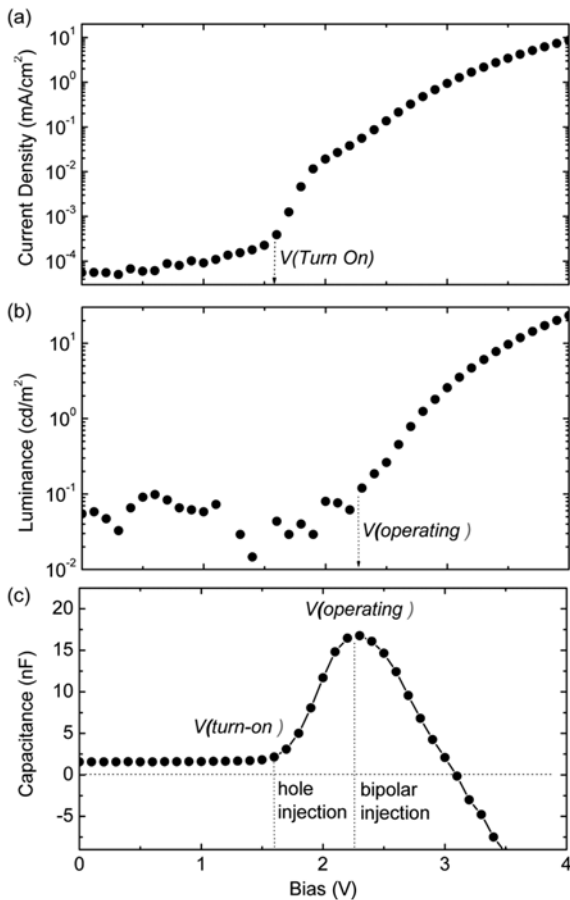 (a)
10¹
10⁰
10⁻¹
10⁻²
10⁻³
10⁻⁴
Current Density (mA/cm²)
V(Turn On)
(b)
10¹
10⁰
10⁻¹
10⁻²
Luminance (cd/m²)
V(operating )
(c)
20
15
10
5
0
-5
Capacitance (nF)
V(operating )
V(turn-on )
hole
injection
bipolar
injection
0 1 2 3 4
Bias (V)